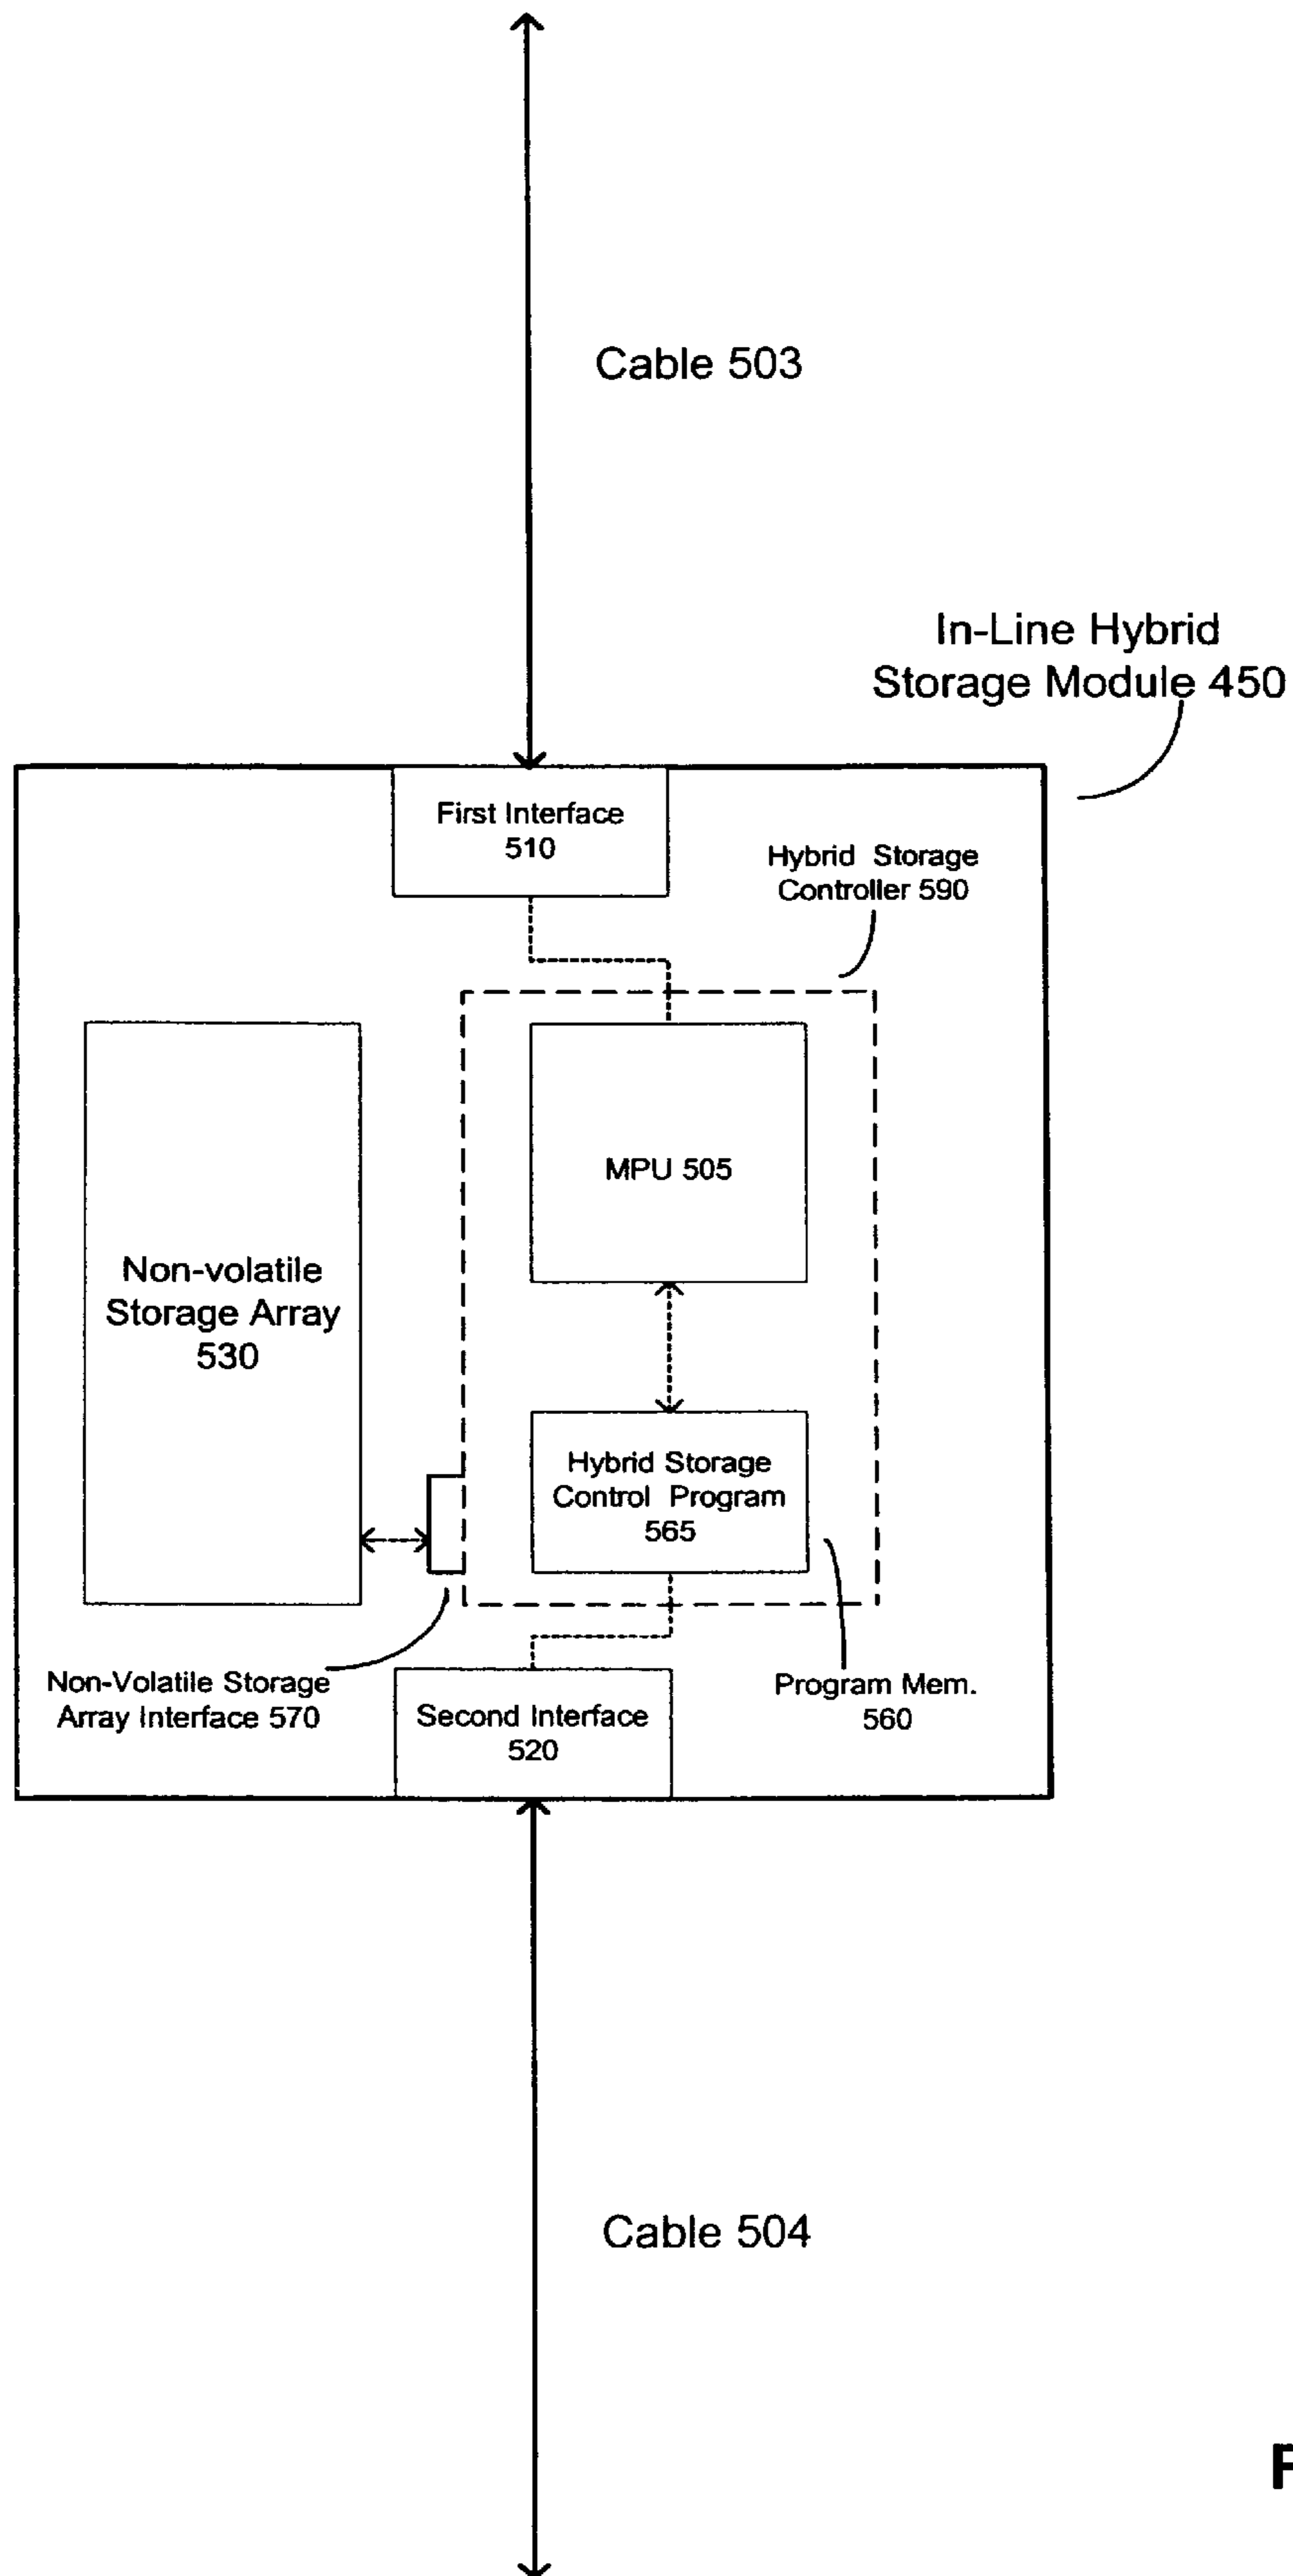 Cable 503
In-Line Hybrid
Storage Module 450
First Interface
510
Hybrid Storage
Controller 590
MPU 505
Non-volatile
Storage Array
530
Hybrid Storage
Control Program
565
Non-Volatile Storage
Array Interface 570
Program Mem.
560
Second Interface
520
Cable 504